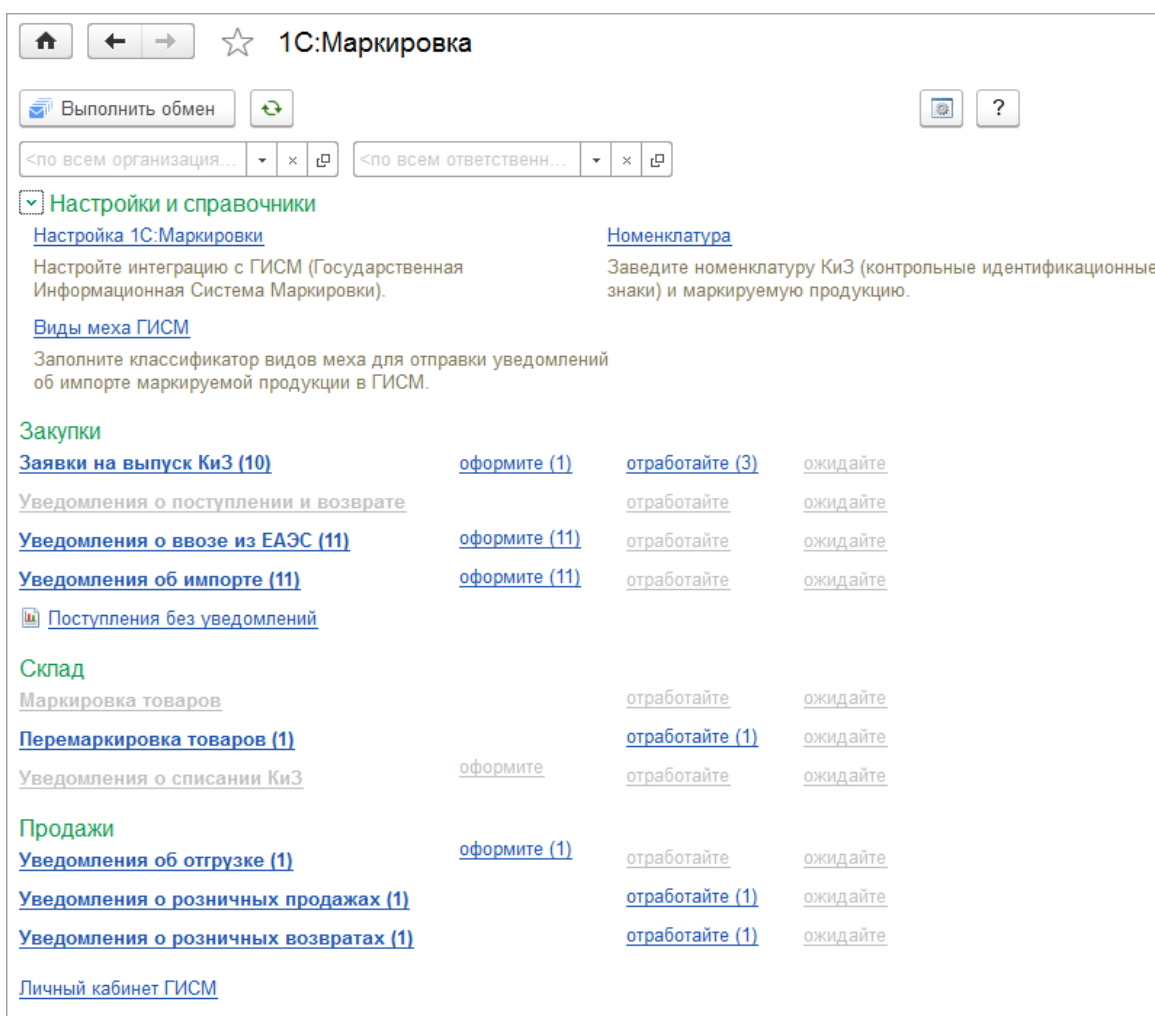 1С:Маркировка
Выполнить обмен
?
<по всем организация... <по всем ответственн...
Настройки и справочники
Настройка 1С:Маркировки
Номенклатура
Настройте интеграцию с ГИСМ (Государственная
Информационная Система Маркировки).
Заведите номенклатуру КиЗ (контрольные идентификационные
знаки) и маркируемую продукцию.
Виды меха ГИСМ
Заполните классификатор видов меха для отправки уведомлений
об импорте маркируемой продукции в ГИСМ.
Закупки
Заявки на выпуск КиЗ (10) оформите (1) отработайте (3) ожидайте
Уведомления о поступлении и возврате отработайте ожидайте
Уведомления о ввозе из ЕАЭС (11) оформите (11) отработайте ожидайте
Уведомления об импорте (11) оформите (11) отработайте ожидайте
Поступления без уведомлений
Склад
Маркировка товаров отработайте ожидайте
Перемаркировка товаров (1) отработайте (1) ожидайте
Уведомления о списании КиЗ оформите отработайте ожидайте
Продажи
Уведомления об отгрузке (1) оформите (1) отработайте ожидайте
Уведомления о розничных продажах (1) отработайте (1) ожидайте
Уведомления о розничных возвратах (1) отработайте (1) ожидайте
Личный кабинет ГИСМ